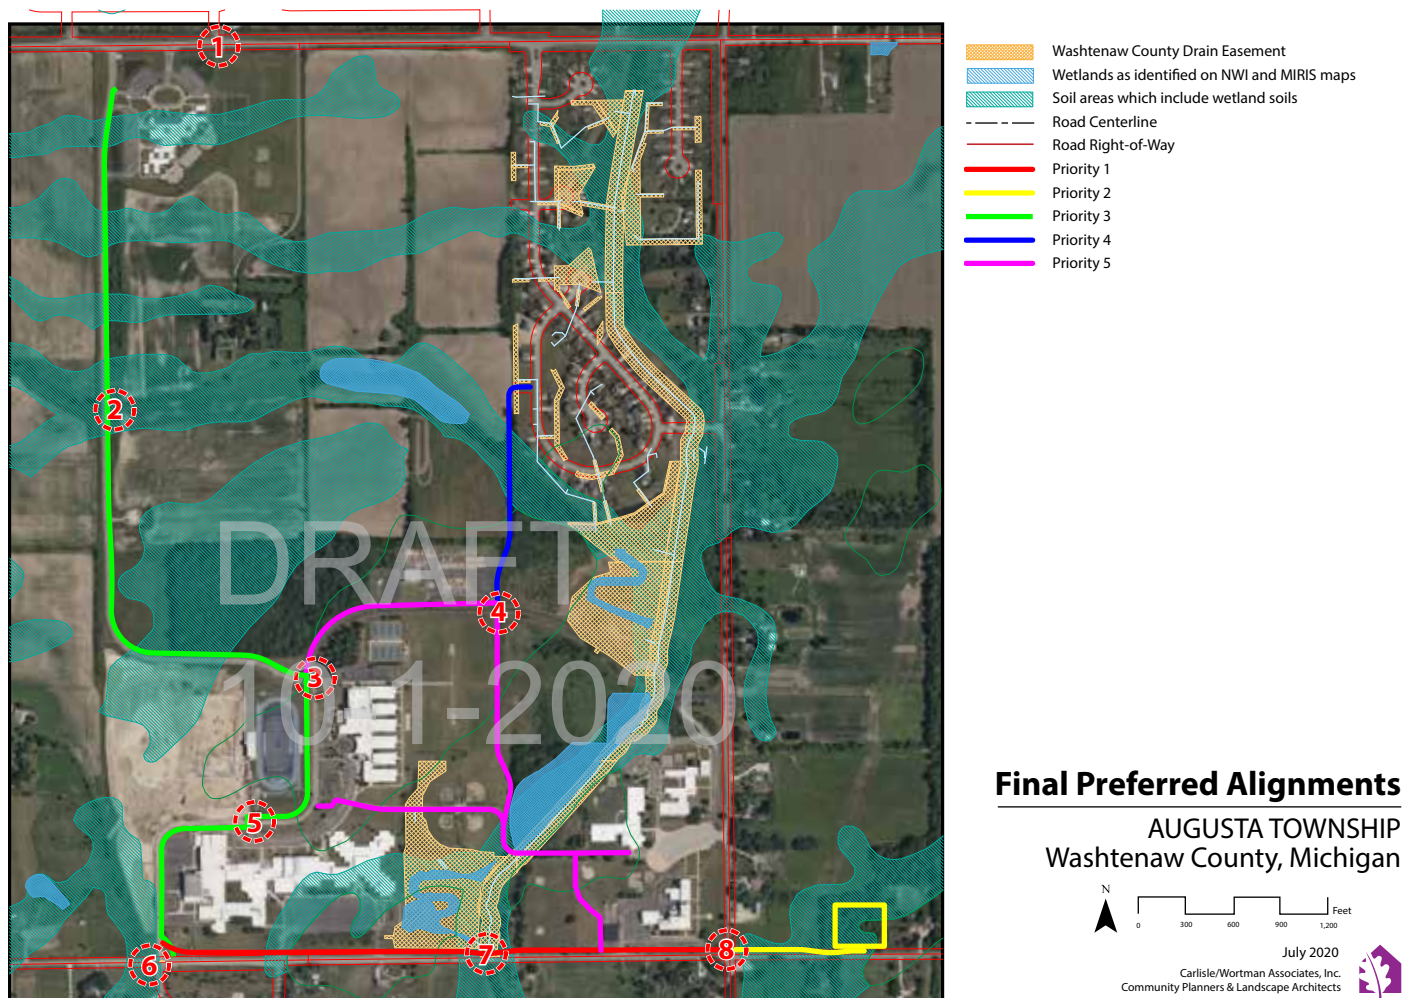 1
2
3
4
5
6
7
8
DRAFT
10-1-2020
Washtenaw County Drain Easement
Wetlands as identified on NWI and MIRIS maps
Soil areas which include wetland soils
Road Centerline
Road Right-of-Way
Priority 1
Priority 2
Priority 3
Priority 4
Priority 5
Final Preferred Alignments
AUGUSTA TOWNSHIP
Washtenaw County, Michigan
N
Feet
0 300 600 900 1,200
July 2020
Carlisle/Wortman Associates, Inc.
Community Planners & Landscape Architects